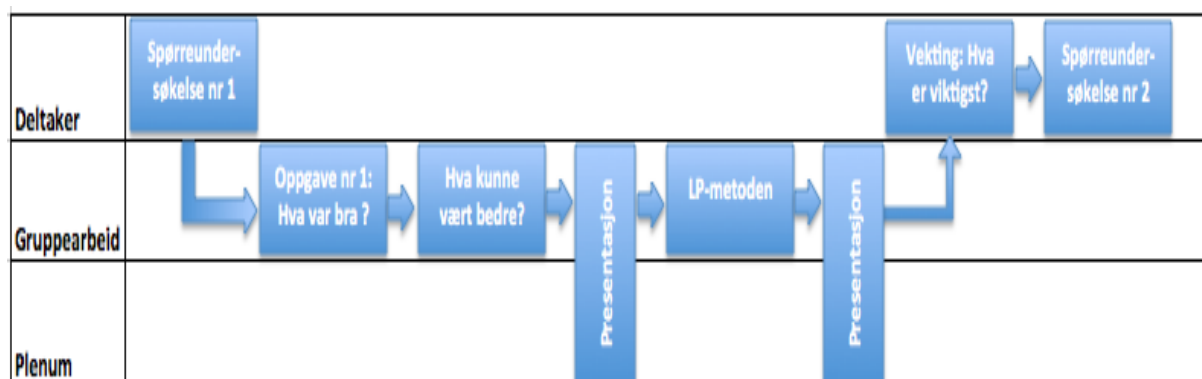 Deltaker
Spørreunder-
søkelse nr 1
Vekting: Hva
er viktigst?
Spørreunder-
søkelse nr 2
Gruppearbeid
Oppgave nr 1:
Hva var bra ?
Hva kunne
vært bedre?
Presentasjon
LP-metoden
Presentasjon
Plenum